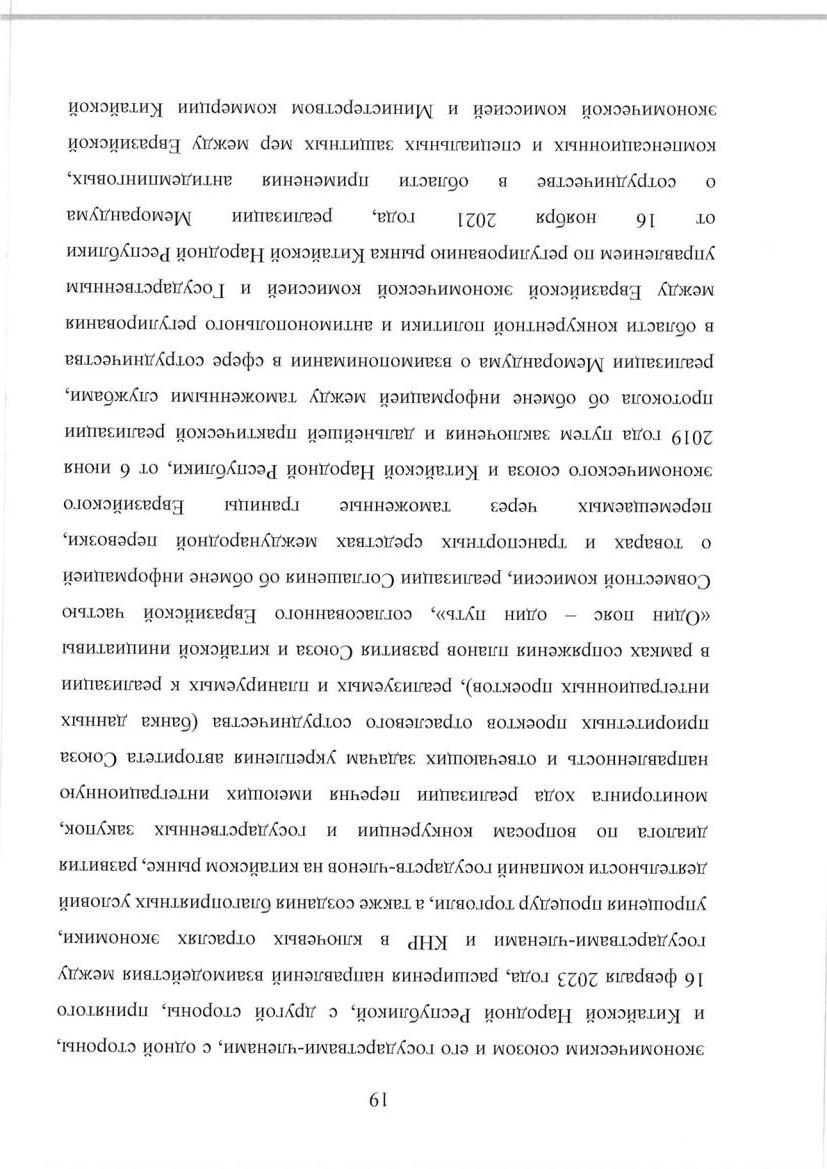 19
экономическим союзом и его государствами-членами, с одной стороны,
и Китайской Народной Республикой, с другой стороны, принятого
16 февраля 2023 года, расширения направлений взаимодействия между
государствами-членами и КНР в ключевых отраслях экономики,
упрощения процедур торговли, а также создания благоприятных условий
деятельности компаний государств-членов на китайском рынке, развития
диалога по вопросам конкуренции и государственных закупок,
мониторинга хода реализации перечня имеющих интеграционную
направленность и отвечающих задачам укрепления авторитета Союза
приоритетных проектов отраслевого сотрудничества (банка данных
интеграционных проектов), реализуемых и планируемых к реализации
в рамках сопряжения планов развития Союза и китайской инициативы
«Один пояс – один путь», согласованного Евразийской частью
Совместной комиссии, реализации Соглашения об обмене информацией
о товарах и транспортных средствах международной перевозки,
перемещаемых через таможенные границы Евразийского
экономического союза и Китайской Народной Республики, от 6 июня
2019 года путем заключения и дальнейшей практической реализации
протокола об обмене информацией между таможенными службами,
реализации Меморандума о взаимопонимании в сфере сотрудничества
в области конкурентной политики и антимонопольного регулирования
между Евразийской экономической комиссией и Государственным
управлением по регулированию рынка Китайской Народной Республики
от 16 ноября 2021 года, реализации Меморандума
о сотрудничестве в области применения антидемпинговых,
компенсационных и специальных защитных мер между Евразийской
экономической комиссией и Министерством коммерции Китайской